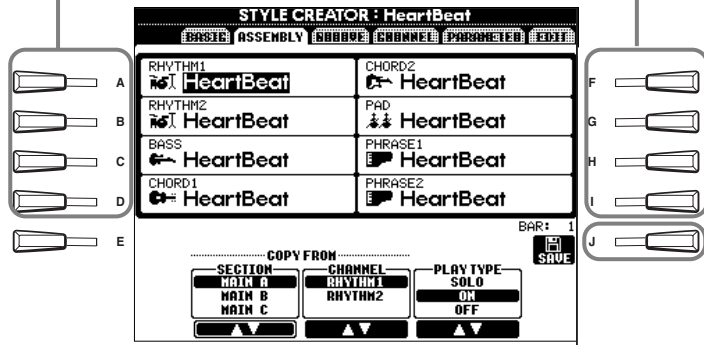 STYLE CREATOR : HeartBeat
BASIC ASSEMBLY GROOVE CHANNEL PARAMETER EDIT
RHYTHM1
HeartBeat
CHORD2
HeartBeat
RHYTHM2
HeartBeat
PAD
HeartBeat
BASS
HeartBeat
PHRASE1
HeartBeat
CHORD1
HeartBeat
PHRASE2
HeartBeat
A
B
C
D
E
F
G
H
I
J
BAR: 1
SAVE
COPY FROM
SECTION
MAIN A
MAIN B
MAIN C
CHANNEL
RHYTHM1
RHYTHM2
PLAY TYPE
SOLO
ON
OFF